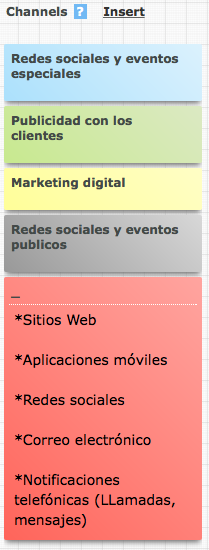 Channels ? Insert
Redes sociales y eventos
especiales
Publicidad con los
clientes
Marketing digital
Redes sociales y eventos
publicos
_
*Sitios Web
*Aplicaciones móviles
*Redes sociales
*Correo electrónico
*Notificaciones
telefónicas (LLamadas,
mensajes)